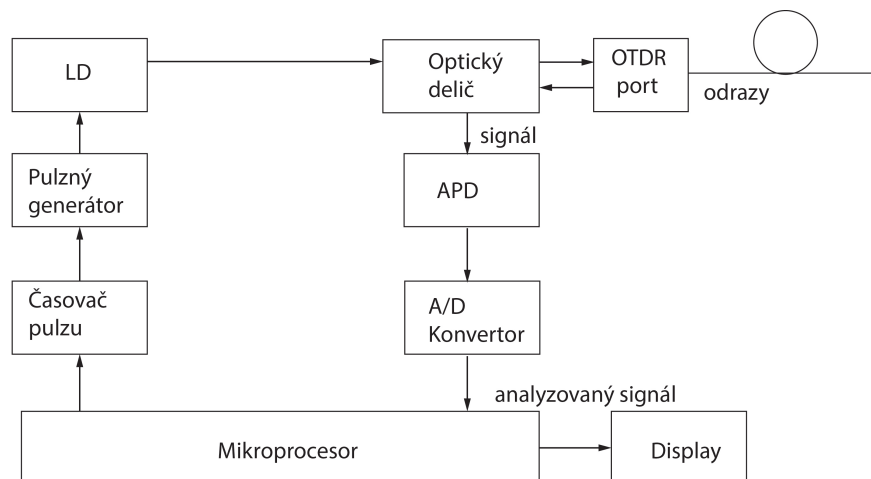 LD
Optický
delič
OTDR
port
odrazy
signál
Pulzný
generátor
APD
Časovač
pulzu
A/D
Konvertor
analyzovaný signál
Mikroprocesor
Display